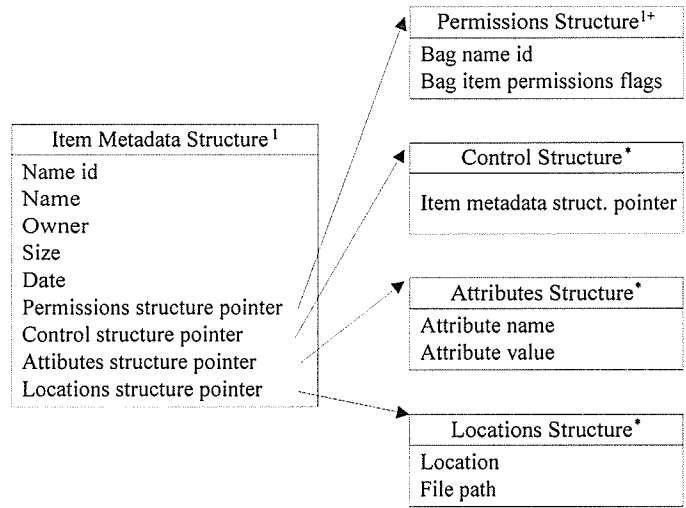 Item Metadata Structure¹
Name id
Name
Owner
Size
Date
Permissions structure pointer
Control structure pointer
Attibutes structure pointer
Locations structure pointer
Permissions Structure¹⁺
Bag name id
Bag item permissions flags
Control Structure*
Item metadata struct. pointer
Attributes Structure*
Attribute name
Attribute value
Locations Structure*
Location
File path